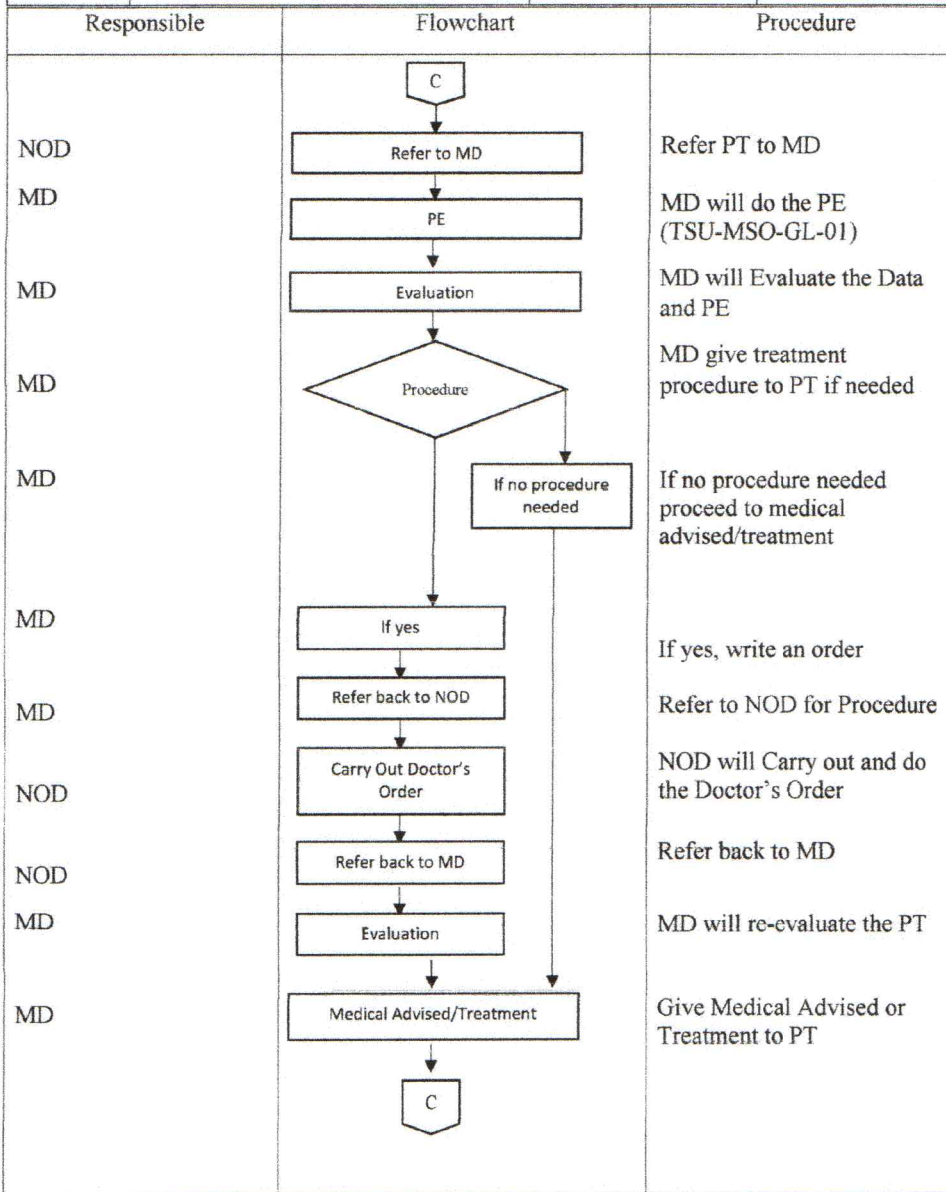 Responsible Flowchart Procedure
C
NOD Refer to MD Refer PT to MD
MD PE MD will do the PE
(TSU-MSO-GL-01)
MD Evaluation MD will Evaluate the Data
and PE
MD Procedure MD give treatment
procedure to PT if needed
MD If no procedure
needed
If no procedure needed
proceed to medical
advised/treatment
MD If yes
If yes, write an order
MD Refer back to NOD Refer to NOD for Procedure
NOD Carry Out Doctor's
Order
NOD will Carry out and do
the Doctor's Order
NOD Refer back to MD Refer back to MD
MD Evaluation MD will re-evaluate the PT
MD Medical Advised/Treatment Give Medical Advised or
Treatment to PT
C